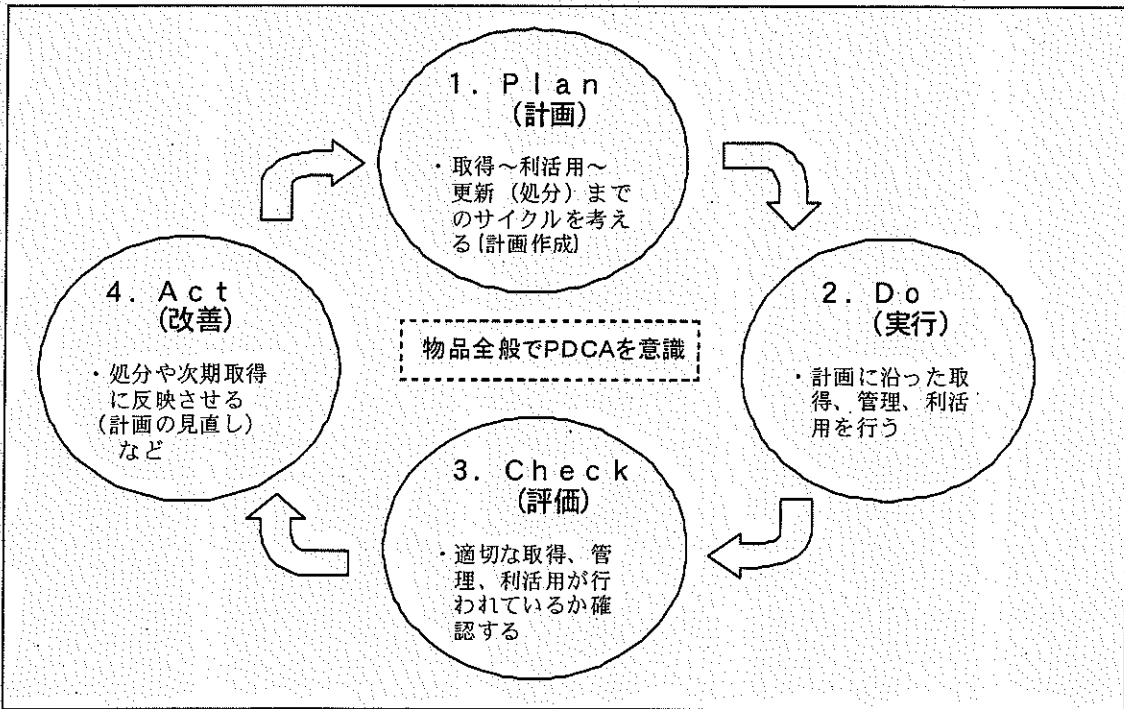 1. Plan
(計画)
・取得～利活用～
更新（処分）まで
のサイクルを考え
る(計画作成)
2. Do
(実行)
・計画に沿った取
得、管理、利活
用を行う
3. Check
(評価)
・適切な取得、管
理、利活用が行
われているか確
認する
4. Act
(改善)
・処分や次期取得
に反映させる
(計画の見直し)
など
物品全般でPDCAを意識